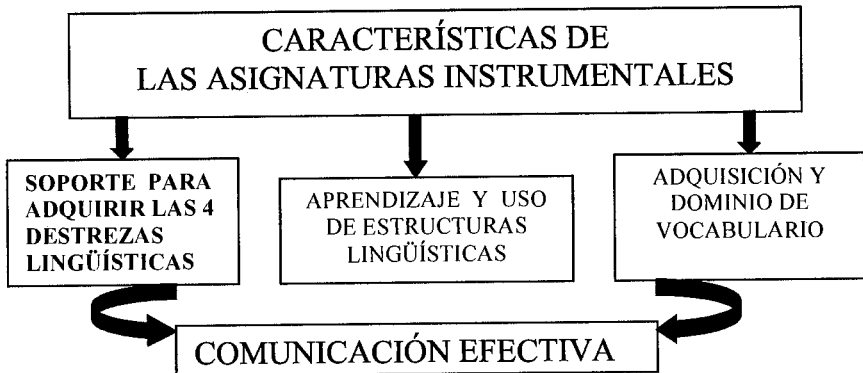 CARACTERÍSTICAS DE
LAS ASIGNATURAS INSTRUMENTALES
SOPORTE PARA
ADQUIRIR LAS 4
DESTREZAS
LINGÜÍSTICAS
APRENDIZAJE Y USO
DE ESTRUCTURAS
LINGÜÍSTICAS
ADQUISICIÓN Y
DOMINIO DE
VOCABULARIO
COMUNICACIÓN EFECTIVA